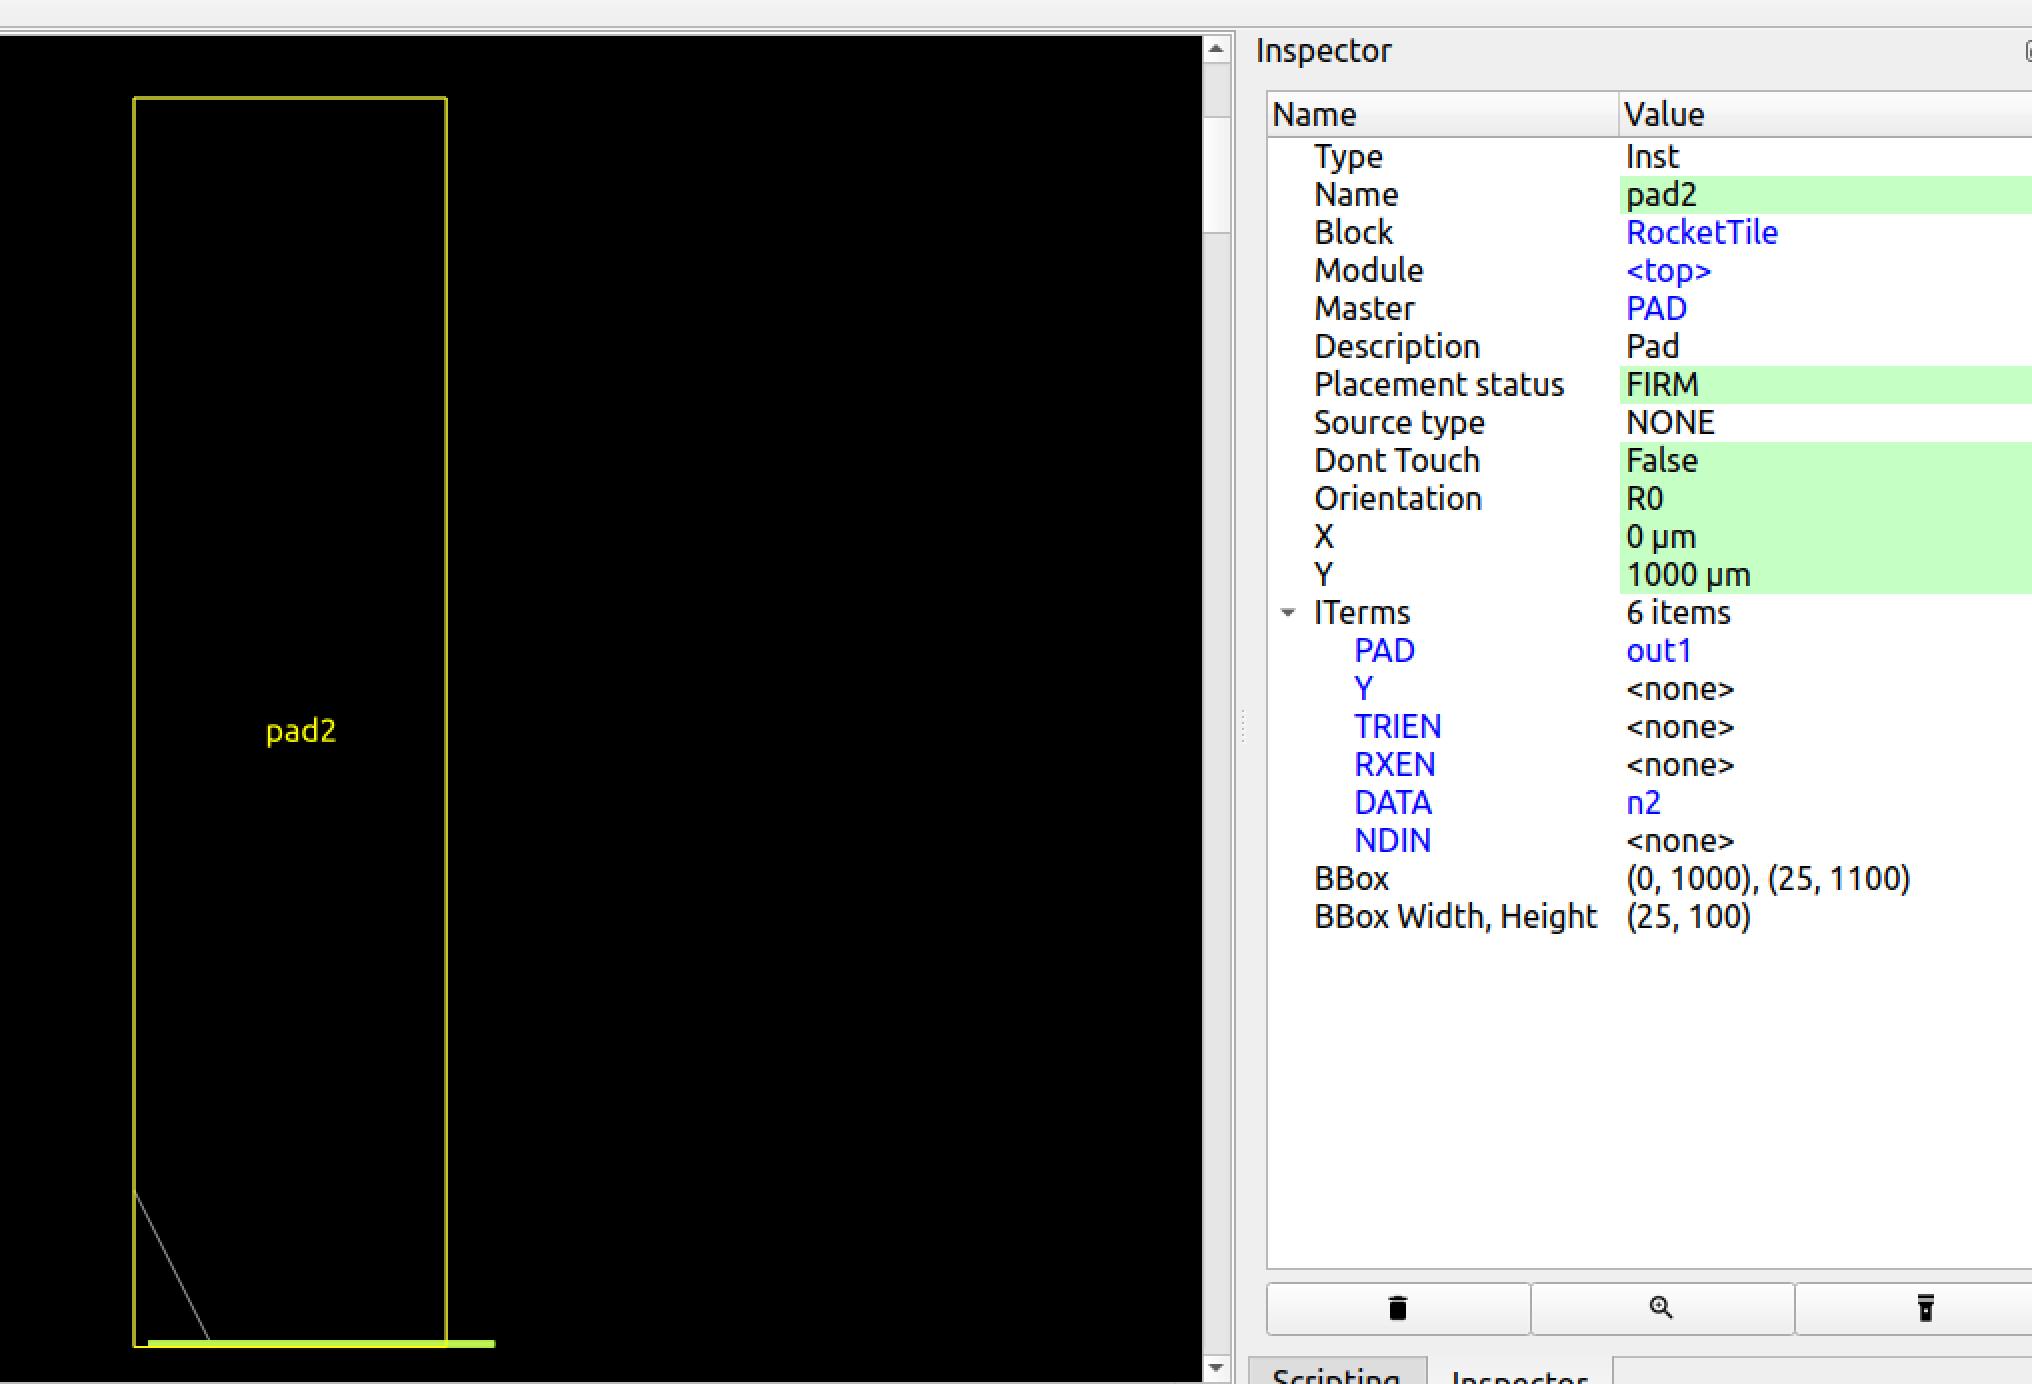 Inspector
Name Value
Type Inst
Name pad2
Block RocketTile
Module <top>
Master PAD
Description Pad
Placement status FIRM
Source type NONE
Dont Touch False
Orientation R0
X 0 µm
Y 1000 µm
ITerms 6 items
PAD out1
Y <none>
TRIEN <none>
RXEN <none>
DATA n2
NDIN <none>
BBox (0, 1000), (25, 1100)
BBox Width, Height (25, 100)
pad2
Scripting Inspector